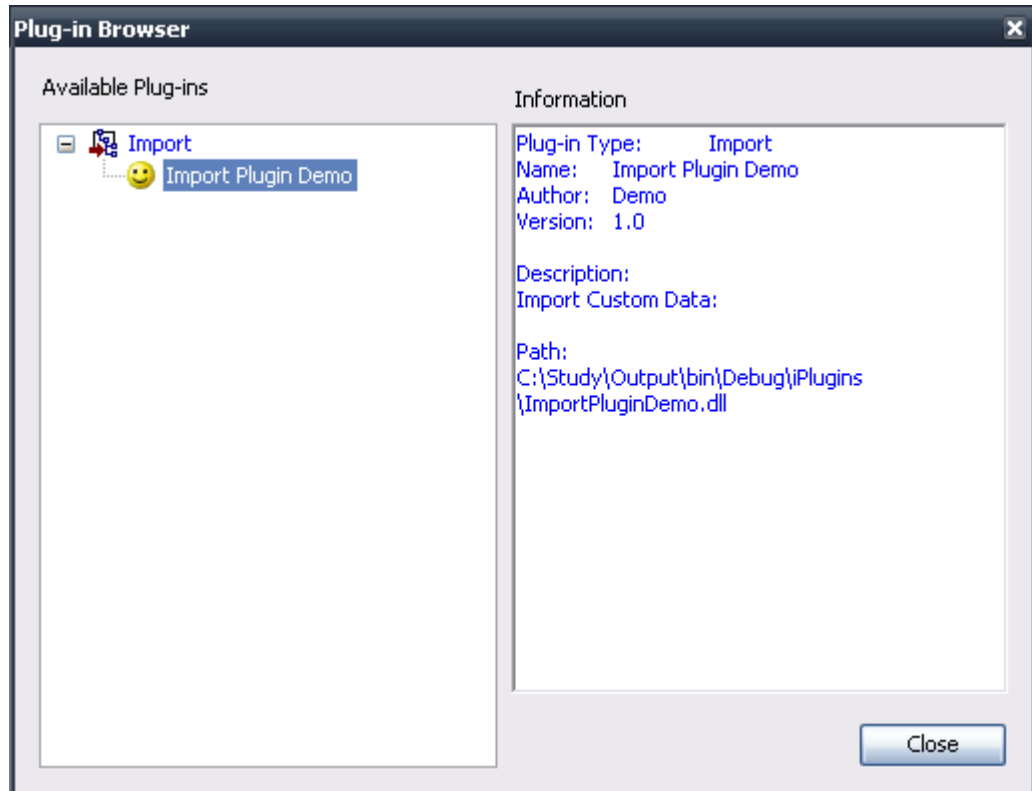 Plug-in Browser
Available Plug-ins
Import
Import Plugin Demo
Information
Plug-in Type: Import
Name: Import Plugin Demo
Author: Demo
Version: 1.0
Description:
Import Custom Data:
Path:
C:\Study\Output\bin\Debug\iPlugins
\ImportPluginDemo.dll
Close